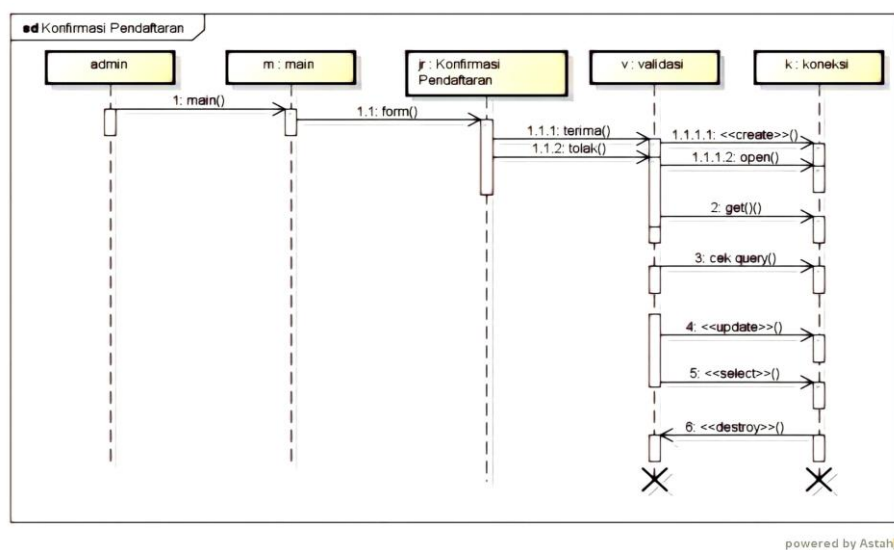 sd Konfirmasi Pendaftaran
admin
m : main
jr : Konfirmasi
Pendaftaran
v : validasi
k : koneksi
1: main()
1.1: form()
1.1.1: terima()
1.1.1.1: <<create>>()
1.1.2: tolak()
1.1.1.2: open()
2: get()()
3: cek query()
4: <<update>>()
5: <<select>>()
6: <<destroy>>()
powered by Astah